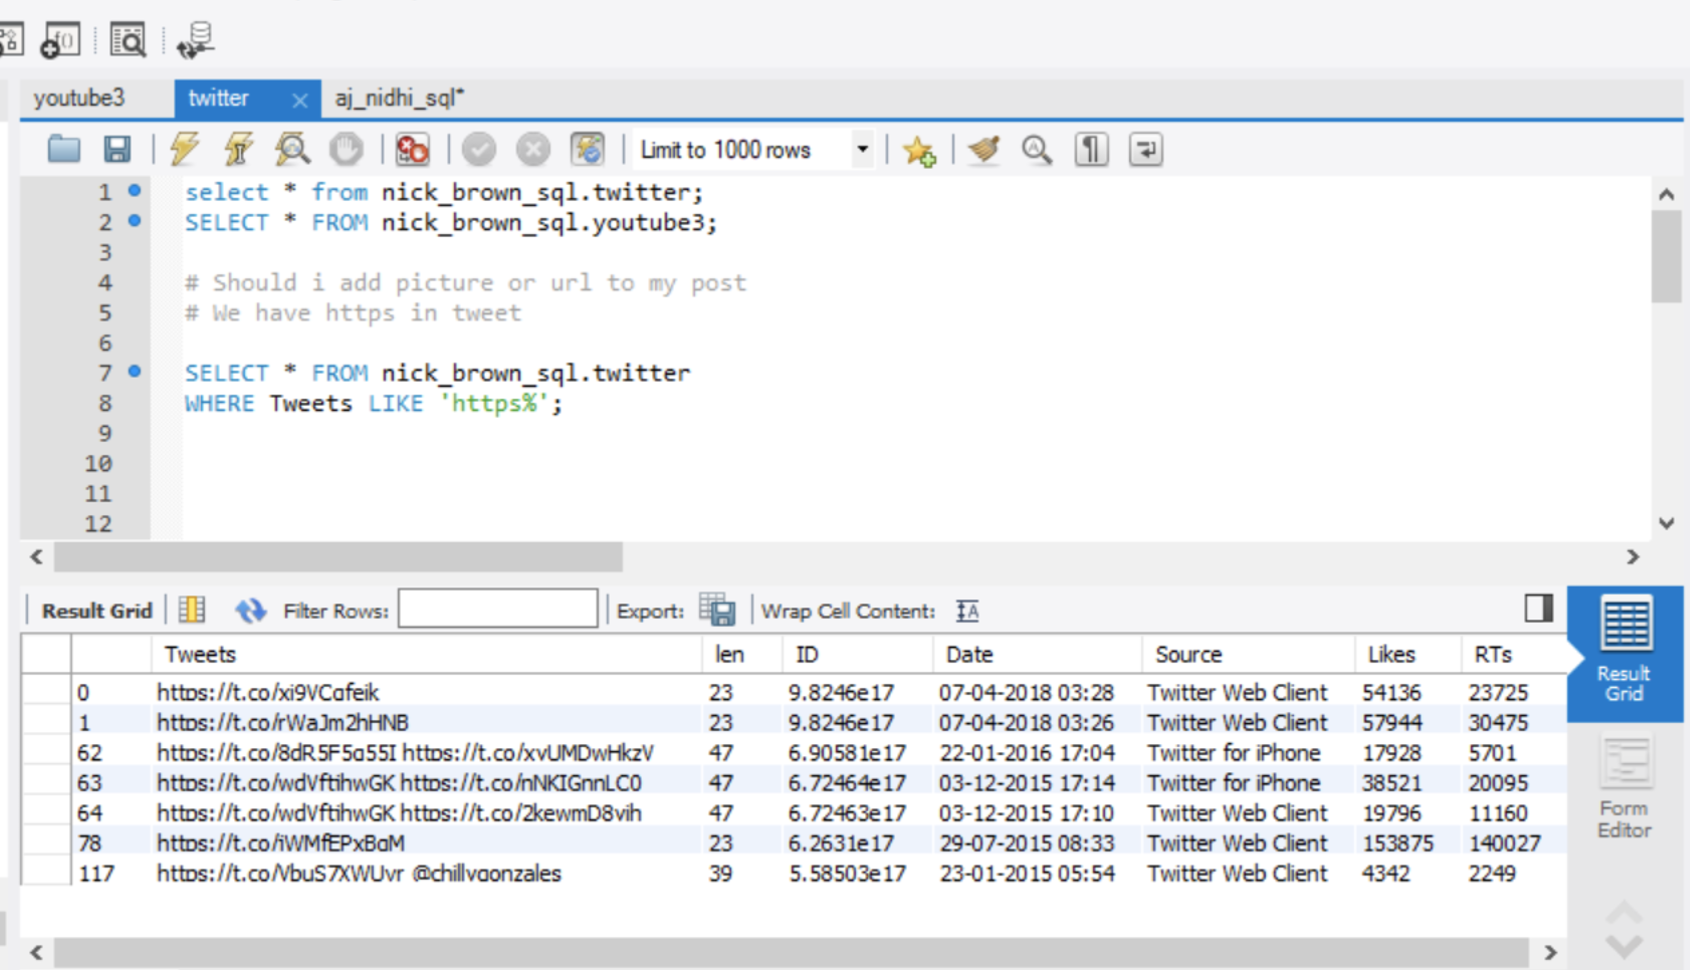 youtube3 twitter aj_nidhi_sql*
Limit to 1000 rows
1 select * from nick_brown_sql.twitter;
2 SELECT * FROM nick_brown_sql.youtube3;
3
4 # Should i add picture or url to my post
5 # We have https in tweet
6
7 SELECT * FROM nick_brown_sql.twitter
8 WHERE Tweets LIKE 'https%';
9
10
11
12
Result Grid Filter Rows: Export: Wrap Cell Content:
Tweets len ID Date Source Likes RTs
0 https://t.co/xi9VCafeik 23 9.8246e17 07-04-2018 03:28 Twitter Web Client 54136 23725
1 https://t.co/rWaJm2hHNB 23 9.8246e17 07-04-2018 03:26 Twitter Web Client 57944 30475
62 https://t.co/8dR5F5a55I https://t.co/xvUMDwHkzV 47 6.90581e17 22-01-2016 17:04 Twitter for iPhone 17928 5701
63 https://t.co/wdVftihwGK https://t.co/nNKIGnnLC0 47 6.72464e17 03-12-2015 17:14 Twitter for iPhone 38521 20095
64 https://t.co/wdVftihwGK https://t.co/2kewmD8vih 47 6.72463e17 03-12-2015 17:10 Twitter Web Client 19796 11160
78 https://t.co/iWMfEPxBaM 23 6.2631e17 29-07-2015 08:33 Twitter Web Client 153875 140027
117 https://t.co/VbuS7XWUvr @chillygonzales 39 5.58503e17 23-01-2015 05:54 Twitter Web Client 4342 2249
Result
Grid
Form
Editor